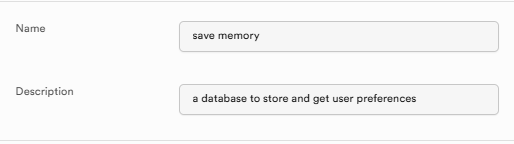 Name
save memory
Description
a database to store and get user preferences